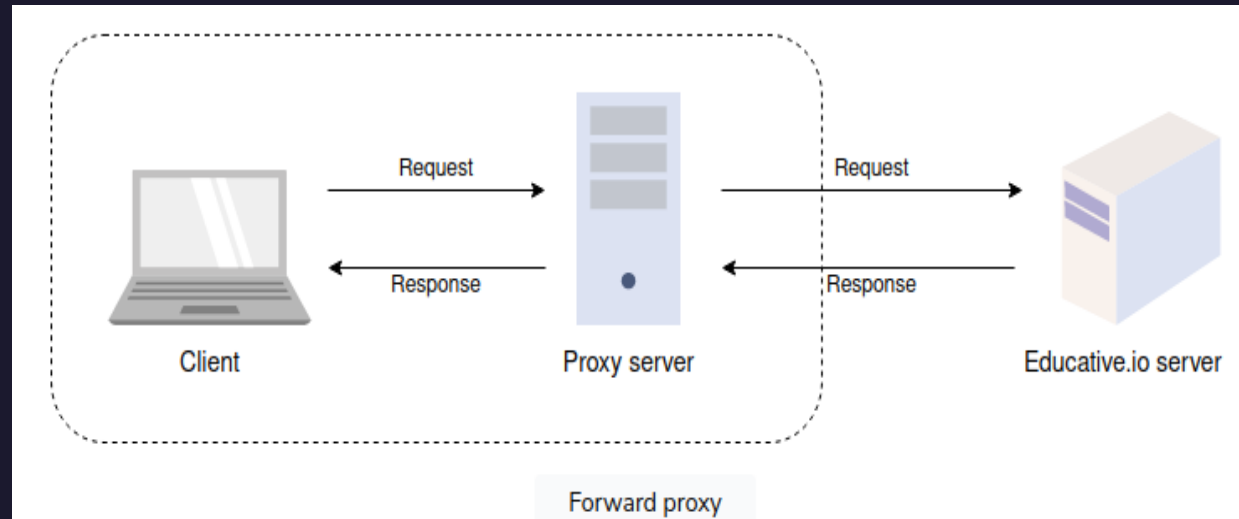 Request
Request
Response
Response
Client
Proxy server
Educative.io server
Forward proxy